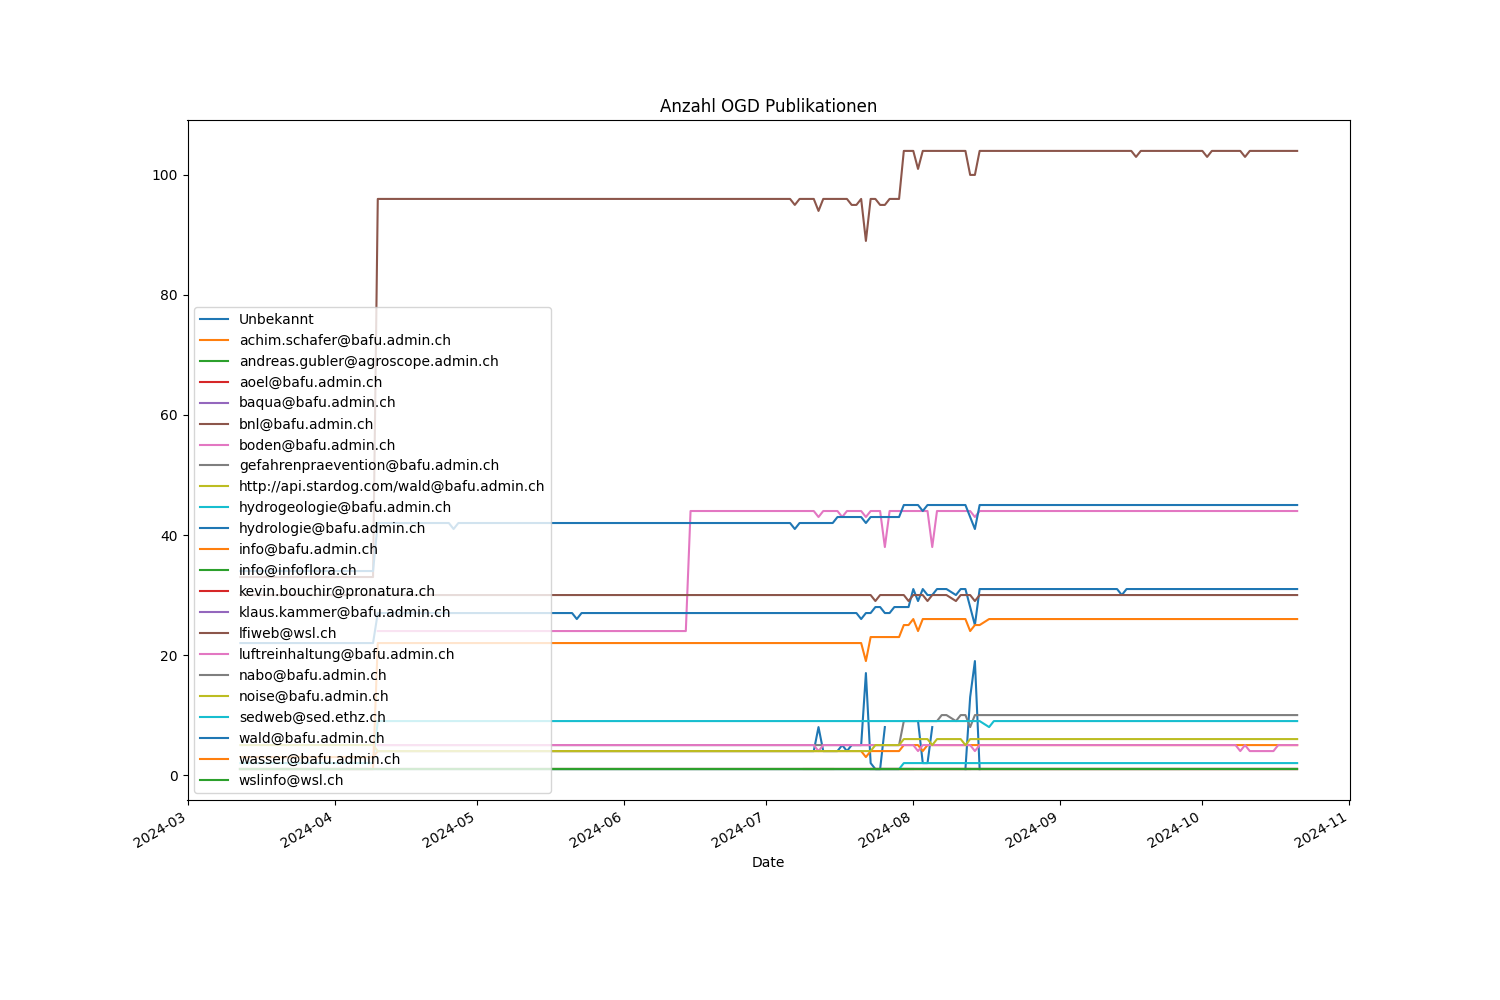 Anzahl OGD Publikationen
100
80
60
40
20
0
Unbekannt
achim.schafer@bafu.admin.ch
andreas.gubler@agroscope.admin.ch
aoel@bafu.admin.ch
baqua@bafu.admin.ch
bnl@bafu.admin.ch
boden@bafu.admin.ch
gefahrenpraevention@bafu.admin.ch
http://api.stardog.com/wald@bafu.admin.ch
hydrogeologie@bafu.admin.ch
hydrologie@bafu.admin.ch
info@bafu.admin.ch
info@infoflora.ch
kevin.bouchir@pronatura.ch
klaus.kammer@bafu.admin.ch
lfiweb@wsl.ch
luftreinhaltung@bafu.admin.ch
nabo@bafu.admin.ch
noise@bafu.admin.ch
sedweb@sed.ethz.ch
wald@bafu.admin.ch
wasser@bafu.admin.ch
wslinfo@wsl.ch
2024-03
2024-04
2024-05
2024-06
2024-07
2024-08
2024-09
2024-10
2024-11
Date